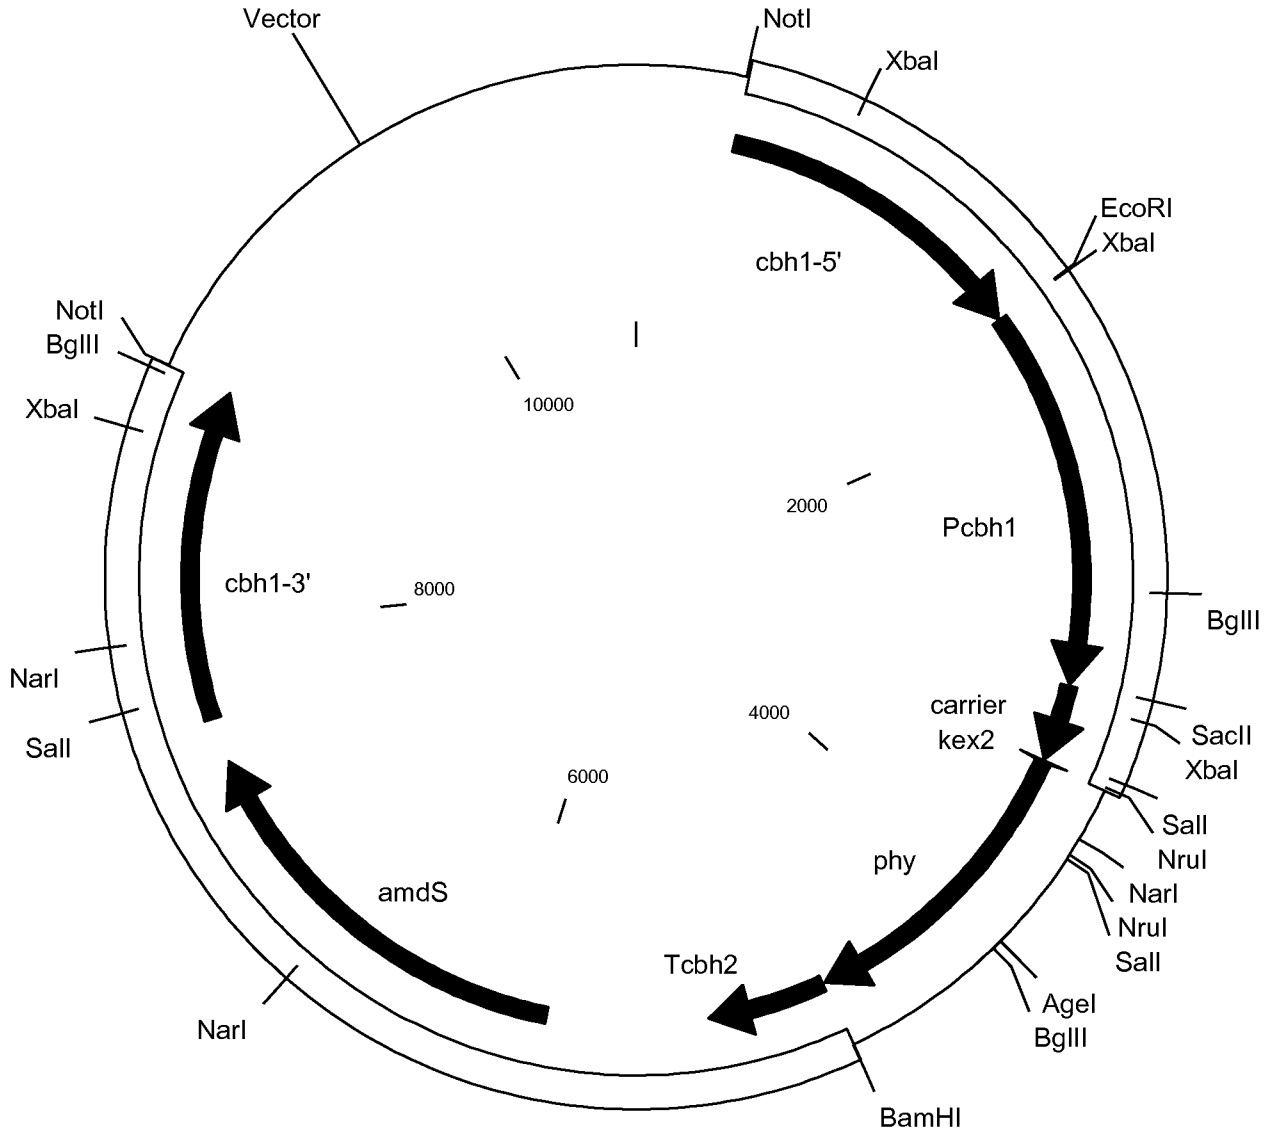 Vector
NotI
XbaI
EcoRI
XbaI
cbh1-5'
NotI
BglII
XbaI
10000
2000
Pcbh1
cbh1-3'
8000
BglII
NarI
SalI
carrier
kex2
4000
SacII
XbaI
6000
SalI
NruI
phy
NarI
NruI
SalI
amdS
Tcbh2
AgeI
BglII
NarI
BamHI